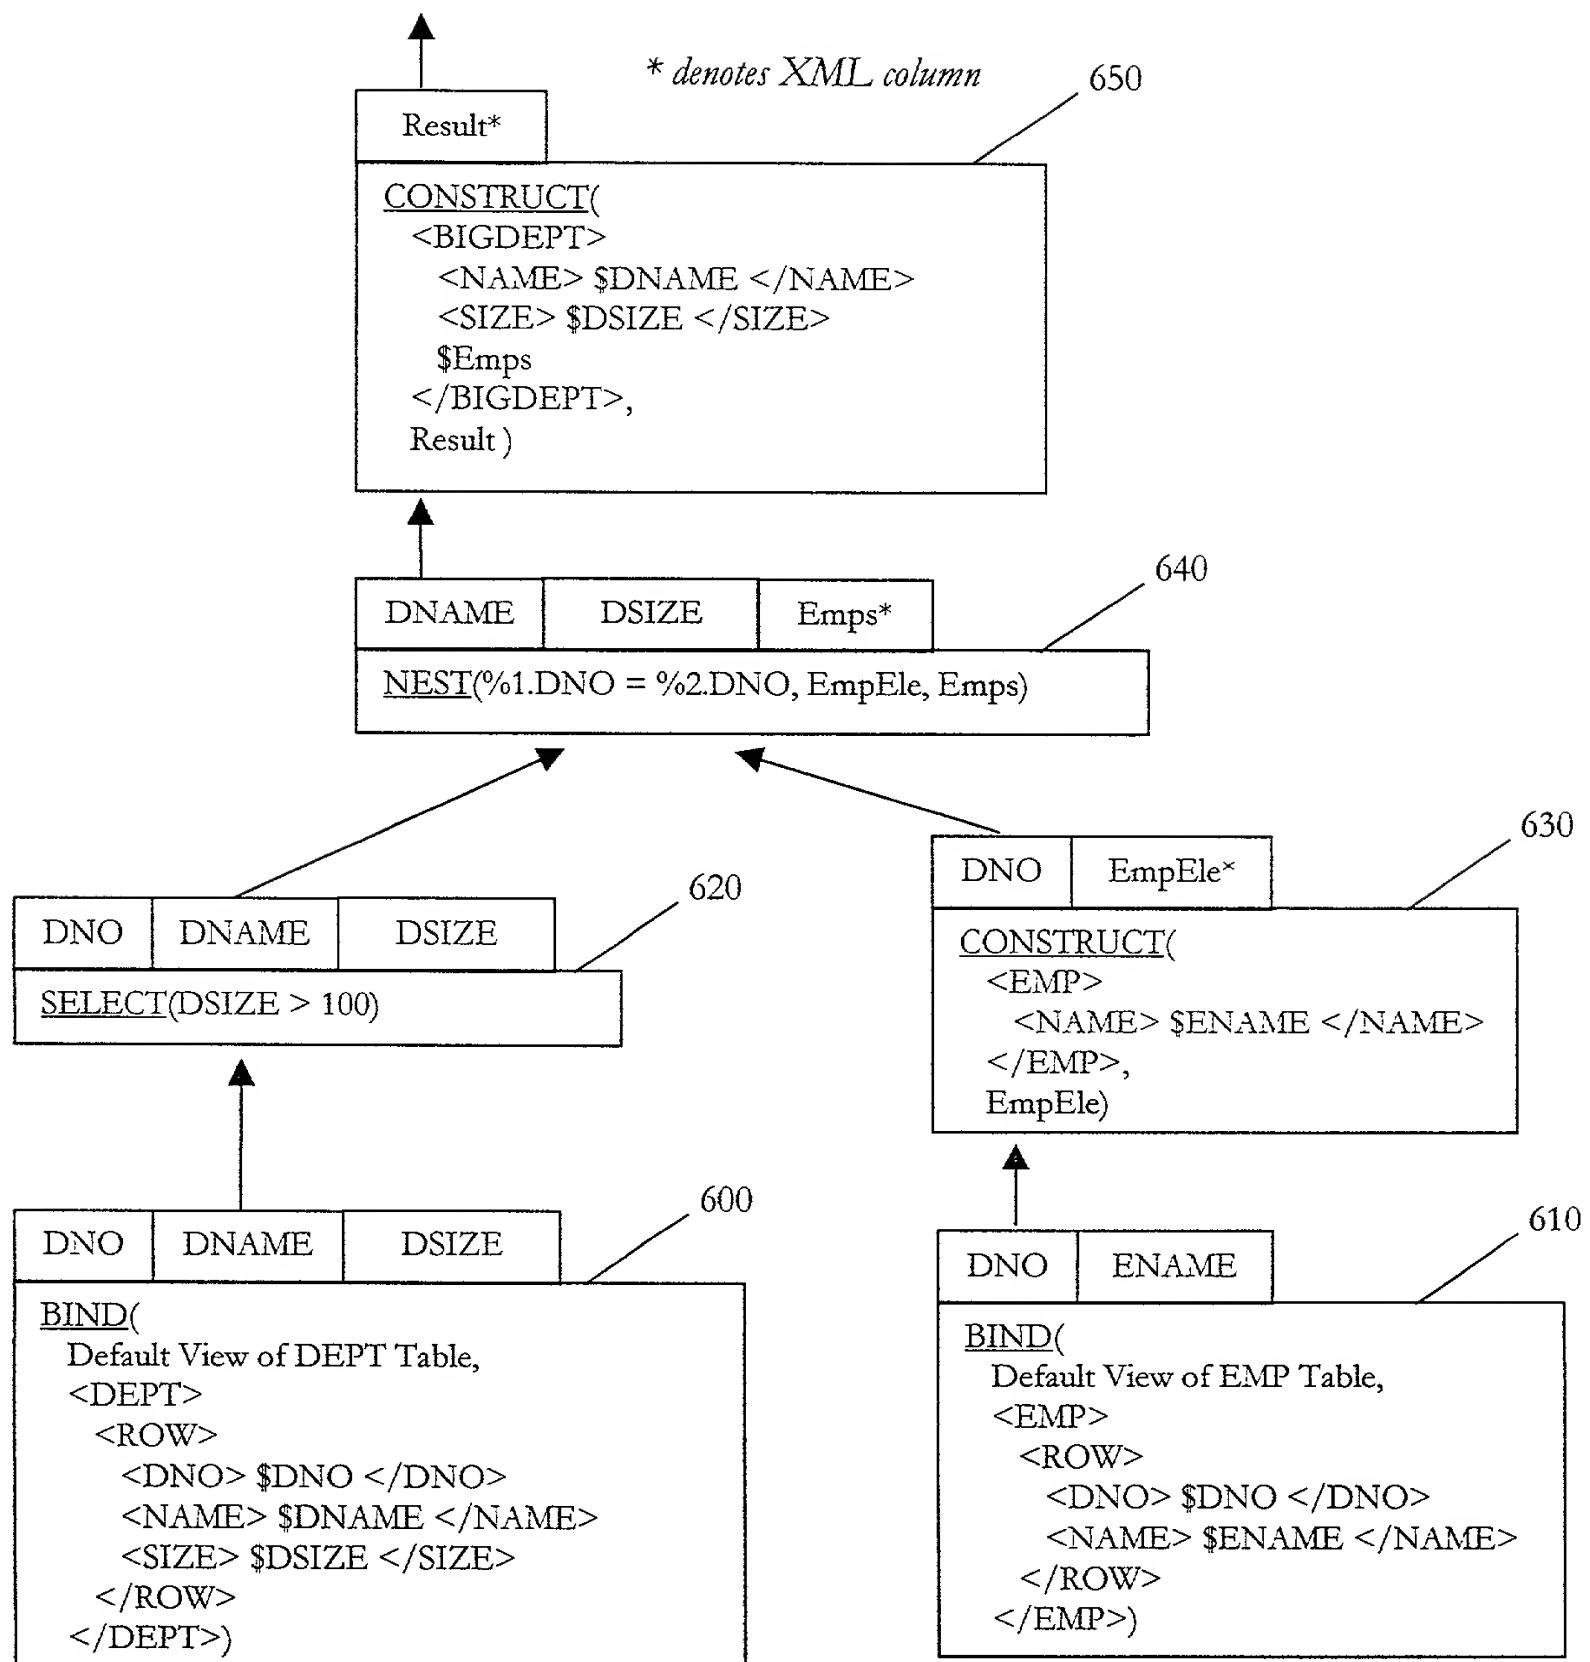 * denotes XML column
650
Result*
CONSTRUCT(
<BIGDEPT>
<NAME> $DNAME </NAME>
<SIZE> $DSIZE </SIZE>
$Emps
</BIGDEPT>,
Result )
640
DNAME DSIZE Emps*
NEST(%1.DNO = %2.DNO, EmpEle, Emps)
620
DNO DNAME DSIZE
SELECT(DSIZE > 100)
630
DNO EmpEle*
CONSTRUCT(
<EMP>
<NAME> $ENAME </NAME>
</EMP>,
EmpEle)
600
DNO DNAME DSIZE
BIND(
Default View of DEPT Table,
<DEPT>
<ROW>
<DNO> $DNO </DNO>
<NAME> $DNAME </NAME>
<SIZE> $DSIZE </SIZE>
</ROW>
</DEPT>)
610
DNO ENAME
BIND(
Default View of EMP Table,
<EMP>
<ROW>
<DNO> $DNO </DNO>
<NAME> $ENAME </NAME>
</ROW>
</EMP>)